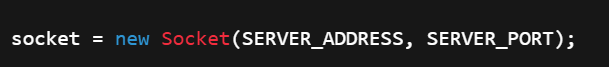 socket = new Socket(SERVER_ADDRESS, SERVER_PORT);